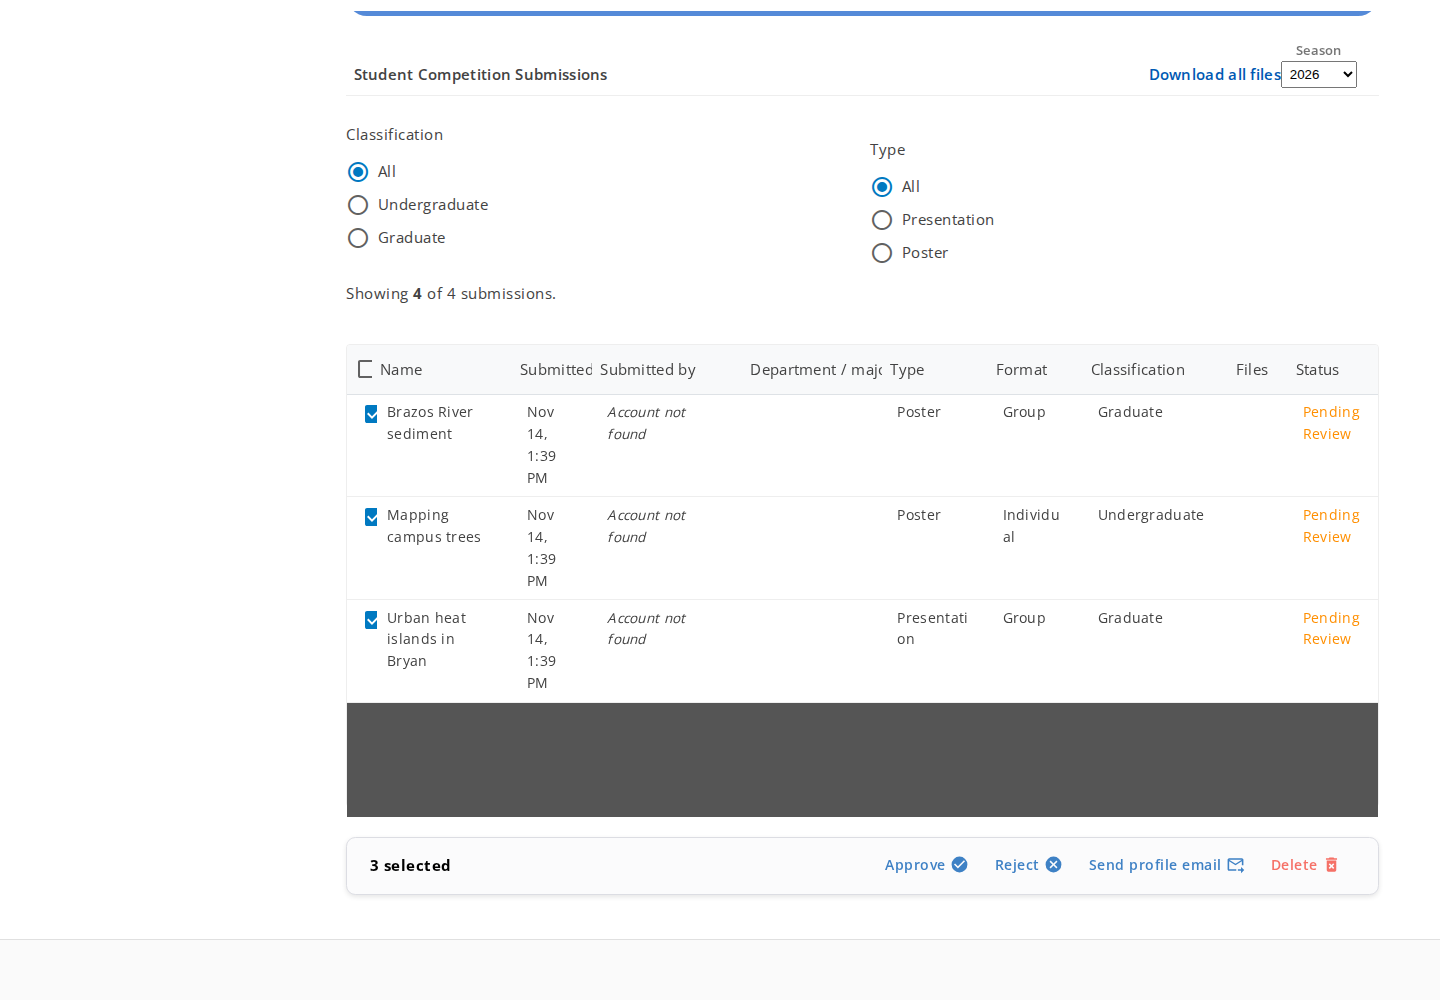 Season
Student Competition Submissions
Download all files
2026
Classification
All
Undergraduate
Graduate
Type
All
Presentation
Poster
Showing 4 of 4 submissions.
Name Submitted Submitted by Department / majo Type Format Classification Files Status
Brazos River
sediment
Nov
14,
1:39
PM
Account not
found
Poster
Group
Graduate
Pending
Review
Mapping
campus trees
Nov
14,
1:39
PM
Account not
found
Poster
Individu
al
Undergraduate
Pending
Review
Urban heat
islands in
Bryan
Nov
14,
1:39
PM
Account not
found
Presentati
on
Group
Graduate
Pending
Review
3 selected
Approve
Reject
Send profile email
Delete